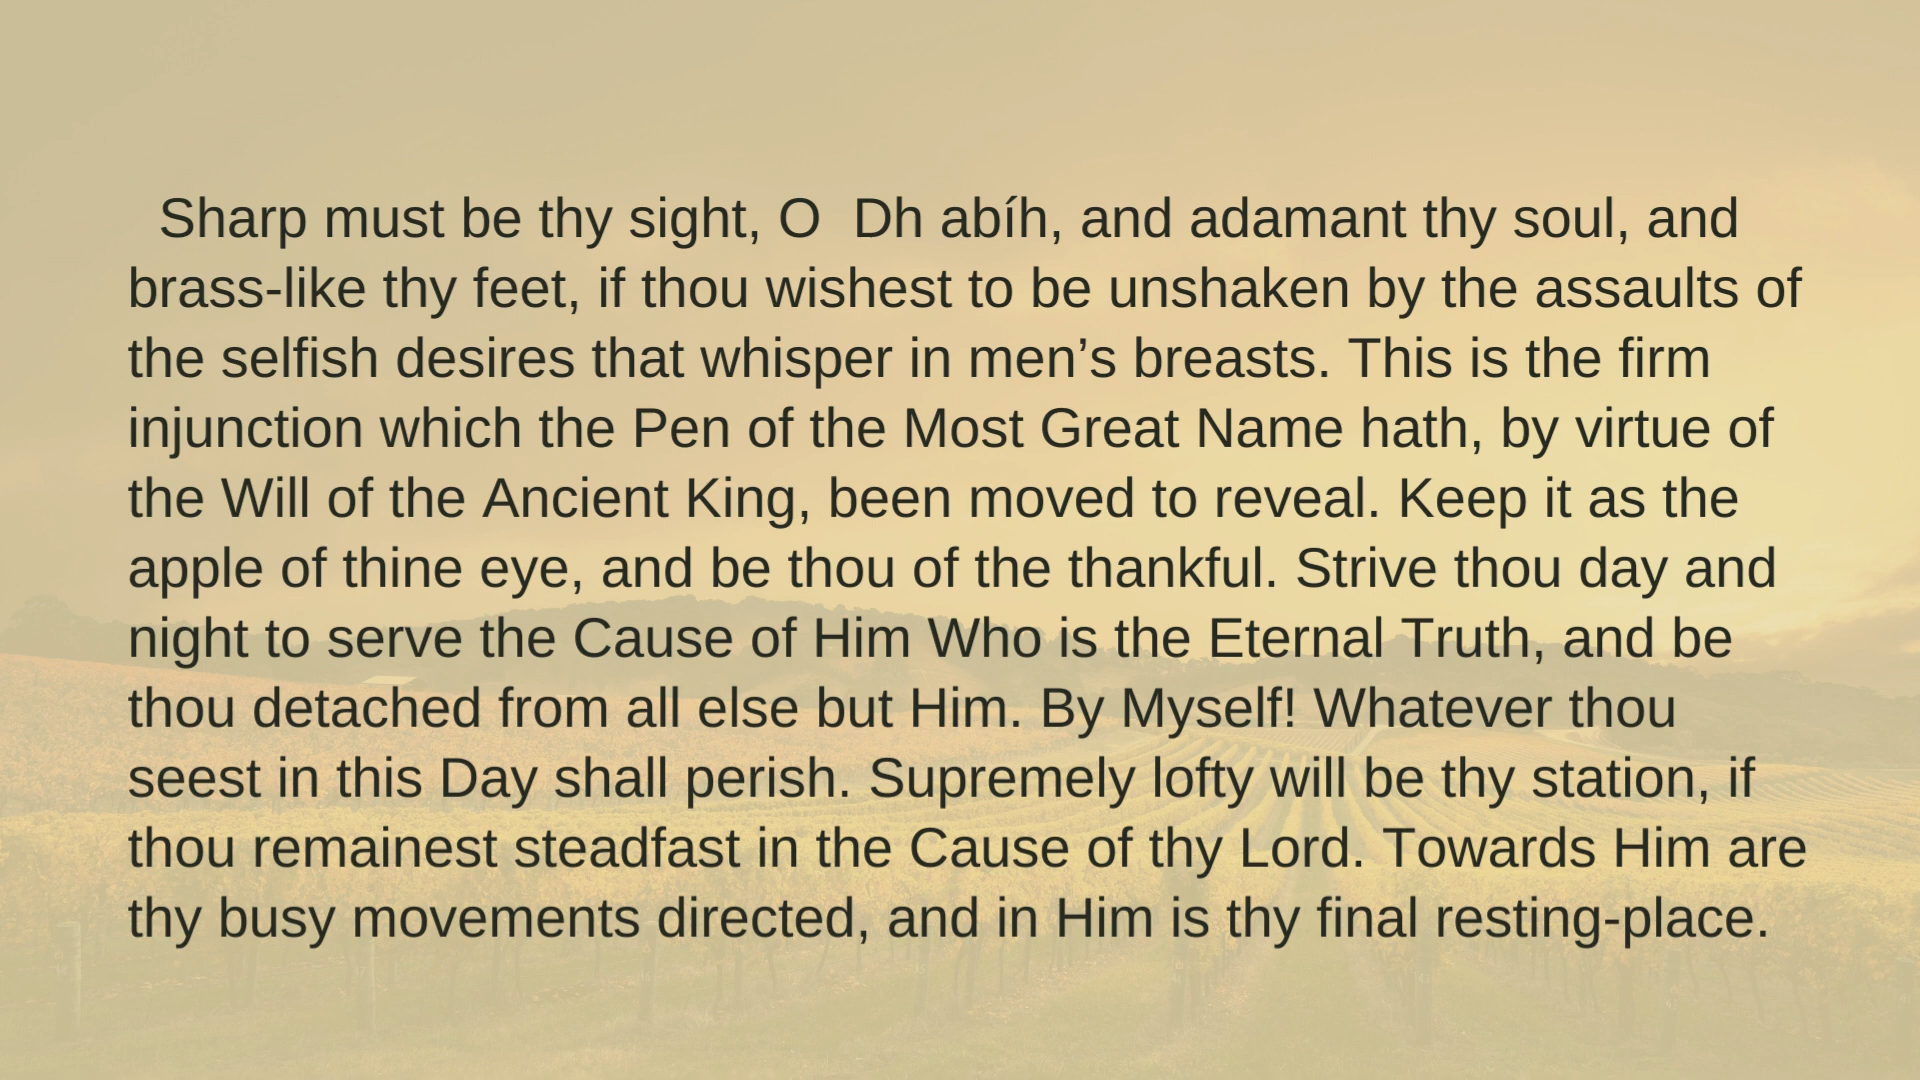 Sharp must be thy sight, O Dh abíh, and adamant thy soul, and
brass-like thy feet, if thou wishest to be unshaken by the assaults of
the selfish desires that whisper in men’s breasts. This is the firm
injunction which the Pen of the Most Great Name hath, by virtue of
the Will of the Ancient King, been moved to reveal. Keep it as the
apple of thine eye, and be thou of the thankful. Strive thou day and
night to serve the Cause of Him Who is the Eternal Truth, and be
thou detached from all else but Him. By Myself! Whatever thou
seest in this Day shall perish. Supremely lofty will be thy station, if
thou remainest steadfast in the Cause of thy Lord. Towards Him are
thy busy movements directed, and in Him is thy final resting-place.